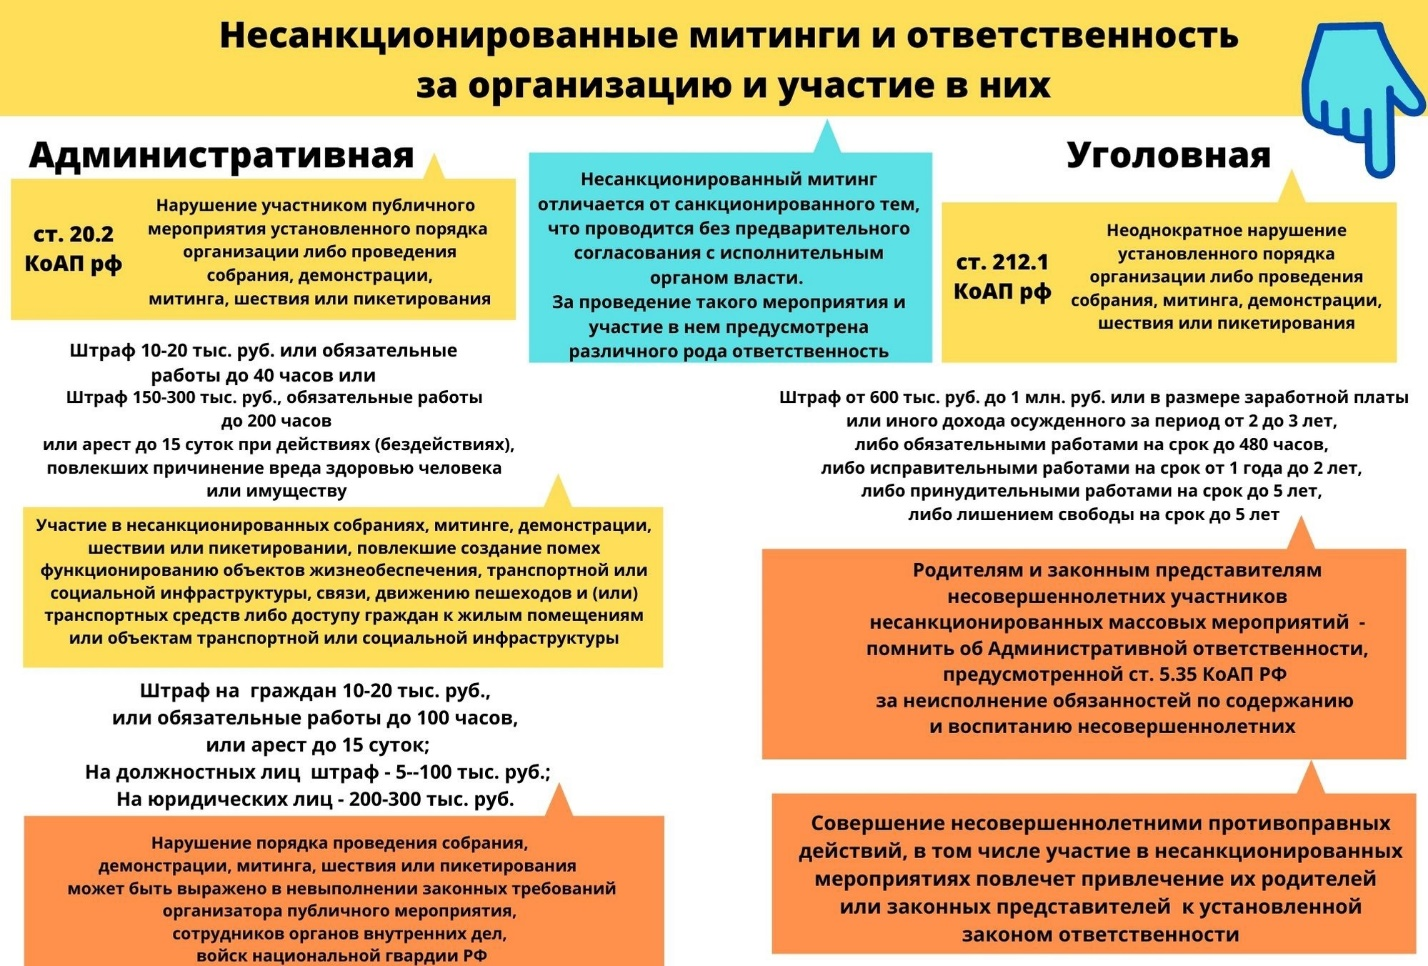 Несанкционированные митинги и ответственность
за организацию и участие в них
Административная
ст. 20.2
КоАП рф
Нарушение участником публичного
мероприятия установленного порядка
организации либо проведения
собрания, демонстрации,
митинга, шествия или пикетирования
Штраф 10-20 тыс. руб. или обязательные
работы до 40 часов или
Штраф 150-300 тыс. руб., обязательные работы
до 200 часов
или арест до 15 суток при действиях (бездействиях),
повлекших причинение вреда здоровью человека
или имуществу
Участие в несанкционированных собраниях, митинге, демонстрации,
шествии или пикетировании, повлекшие создание помех
функционированию объектов жизнеобеспечения, транспортной или
социальной инфраструктуры, связи, движению пешеходов и (или)
транспортных средств либо доступу граждан к жилым помещениям
или объектам транспортной или социальной инфраструктуры
Штраф на граждан 10-20 тыс. руб.,
или обязательные работы до 100 часов,
или арест до 15 суток;
На должностных лиц штраф - 5--100 тыс. руб.;
На юридических лиц - 200-300 тыс. руб.
Нарушение порядка проведения собрания,
демонстрации, митинга, шествия или пикетирования
может быть выражено в невыполнении законных требований
организатора публичного мероприятия,
сотрудников органов внутренних дел,
войск национальной гвардии РФ
Несанкционированный митинг
отличается от санкционированного тем,
что проводится без предварительного
согласования с исполнительным
органом власти.
За проведение такого мероприятия и
участие в нем предусмотрена
различного рода ответственность
Уголовная
ст. 212.1
КоАП рф
Неоднократное нарушение
установленного порядка
организации либо проведения
собрания, митинга, демонстрации,
шествия или пикетирования
Штраф от 600 тыс. руб. до 1 млн. руб. или в размере заработной платы
или иного дохода осужденного за период от 2 до 3 лет,
либо обязательными работами на срок до 480 часов,
либо исправительными работами на срок от 1 года до 2 лет,
либо принудительными работами на срок до 5 лет,
либо лишением свободы на срок до 5 лет
Родителям и законным представителям
несовершеннолетних участников
несанкционированных массовых мероприятий -
помнить об Административной ответственности,
предусмотренной ст. 5.35 КоАП РФ
за неисполнение обязанностей по содержанию
и воспитанию несовершеннолетних
Совершение несовершеннолетними противоправных
действий, в том числе участие в несанкционированных
мероприятиях повлечет привлечение их родителей
или законных представителей к установленной
законом ответственности